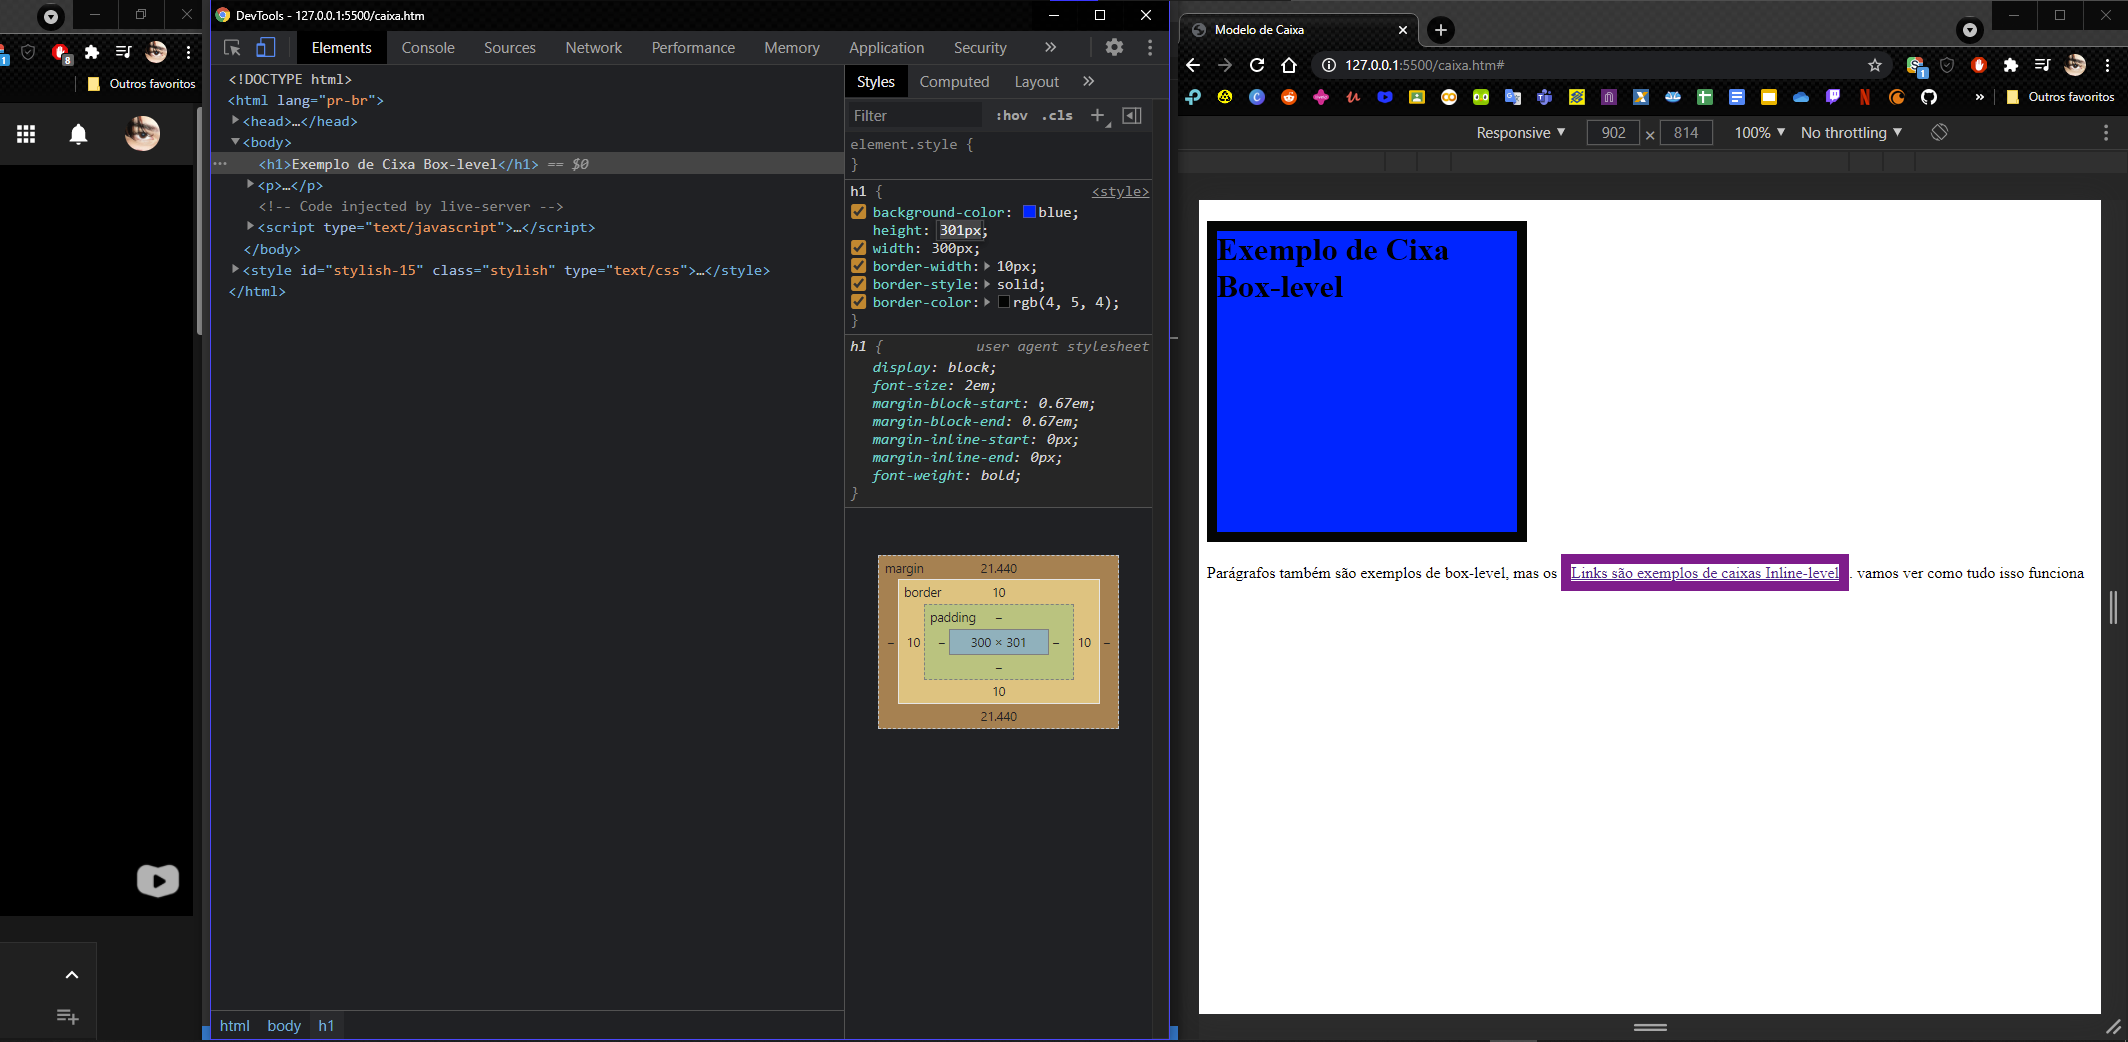 1
8
Outros favoritos
DevTools - 127.0.0.1:5500/caixa.htm
Elements Console Sources Network Performance Memory Application Security »
<!DOCTYPE html>
<html lang="pr-br">
<head>…</head>
<body>
<h1>Exemplo de Cixa Box-level</h1> == $0
<p>…</p>
<!-- Code injected by live-server -->
<script type="text/javascript">…</script>
</body>
<style id="stylish-15" class="stylish" type="text/css">…</style>
</html>
html body h1
Styles Computed Layout »
Filter :hov .cls
element.style {
}
h1 { <style>
background-color: blue;
height: 301px;
width: 300px;
border-width: 10px;
border-style: solid;
border-color: rgb(4, 5, 4);
}
h1 { user agent stylesheet
display: block;
font-size: 2em;
margin-block-start: 0.67em;
margin-block-end: 0.67em;
margin-inline-start: 0px;
margin-inline-end: 0px;
font-weight: bold;
}
margin 21.440
border 10
padding –
– 10 – 300 × 301 – 10 –
–
10
21.440
Modelo de Caixa
127.0.0.1:5500/caixa.htm#
1
» Outros favoritos
Responsive 902 × 814 100% No throttling
Exemplo de Cixa
Box-level
Parágrafos também são exemplos de box-level, mas os Links são exemplos de caixas Inline-level . vamos ver como tudo isso funciona